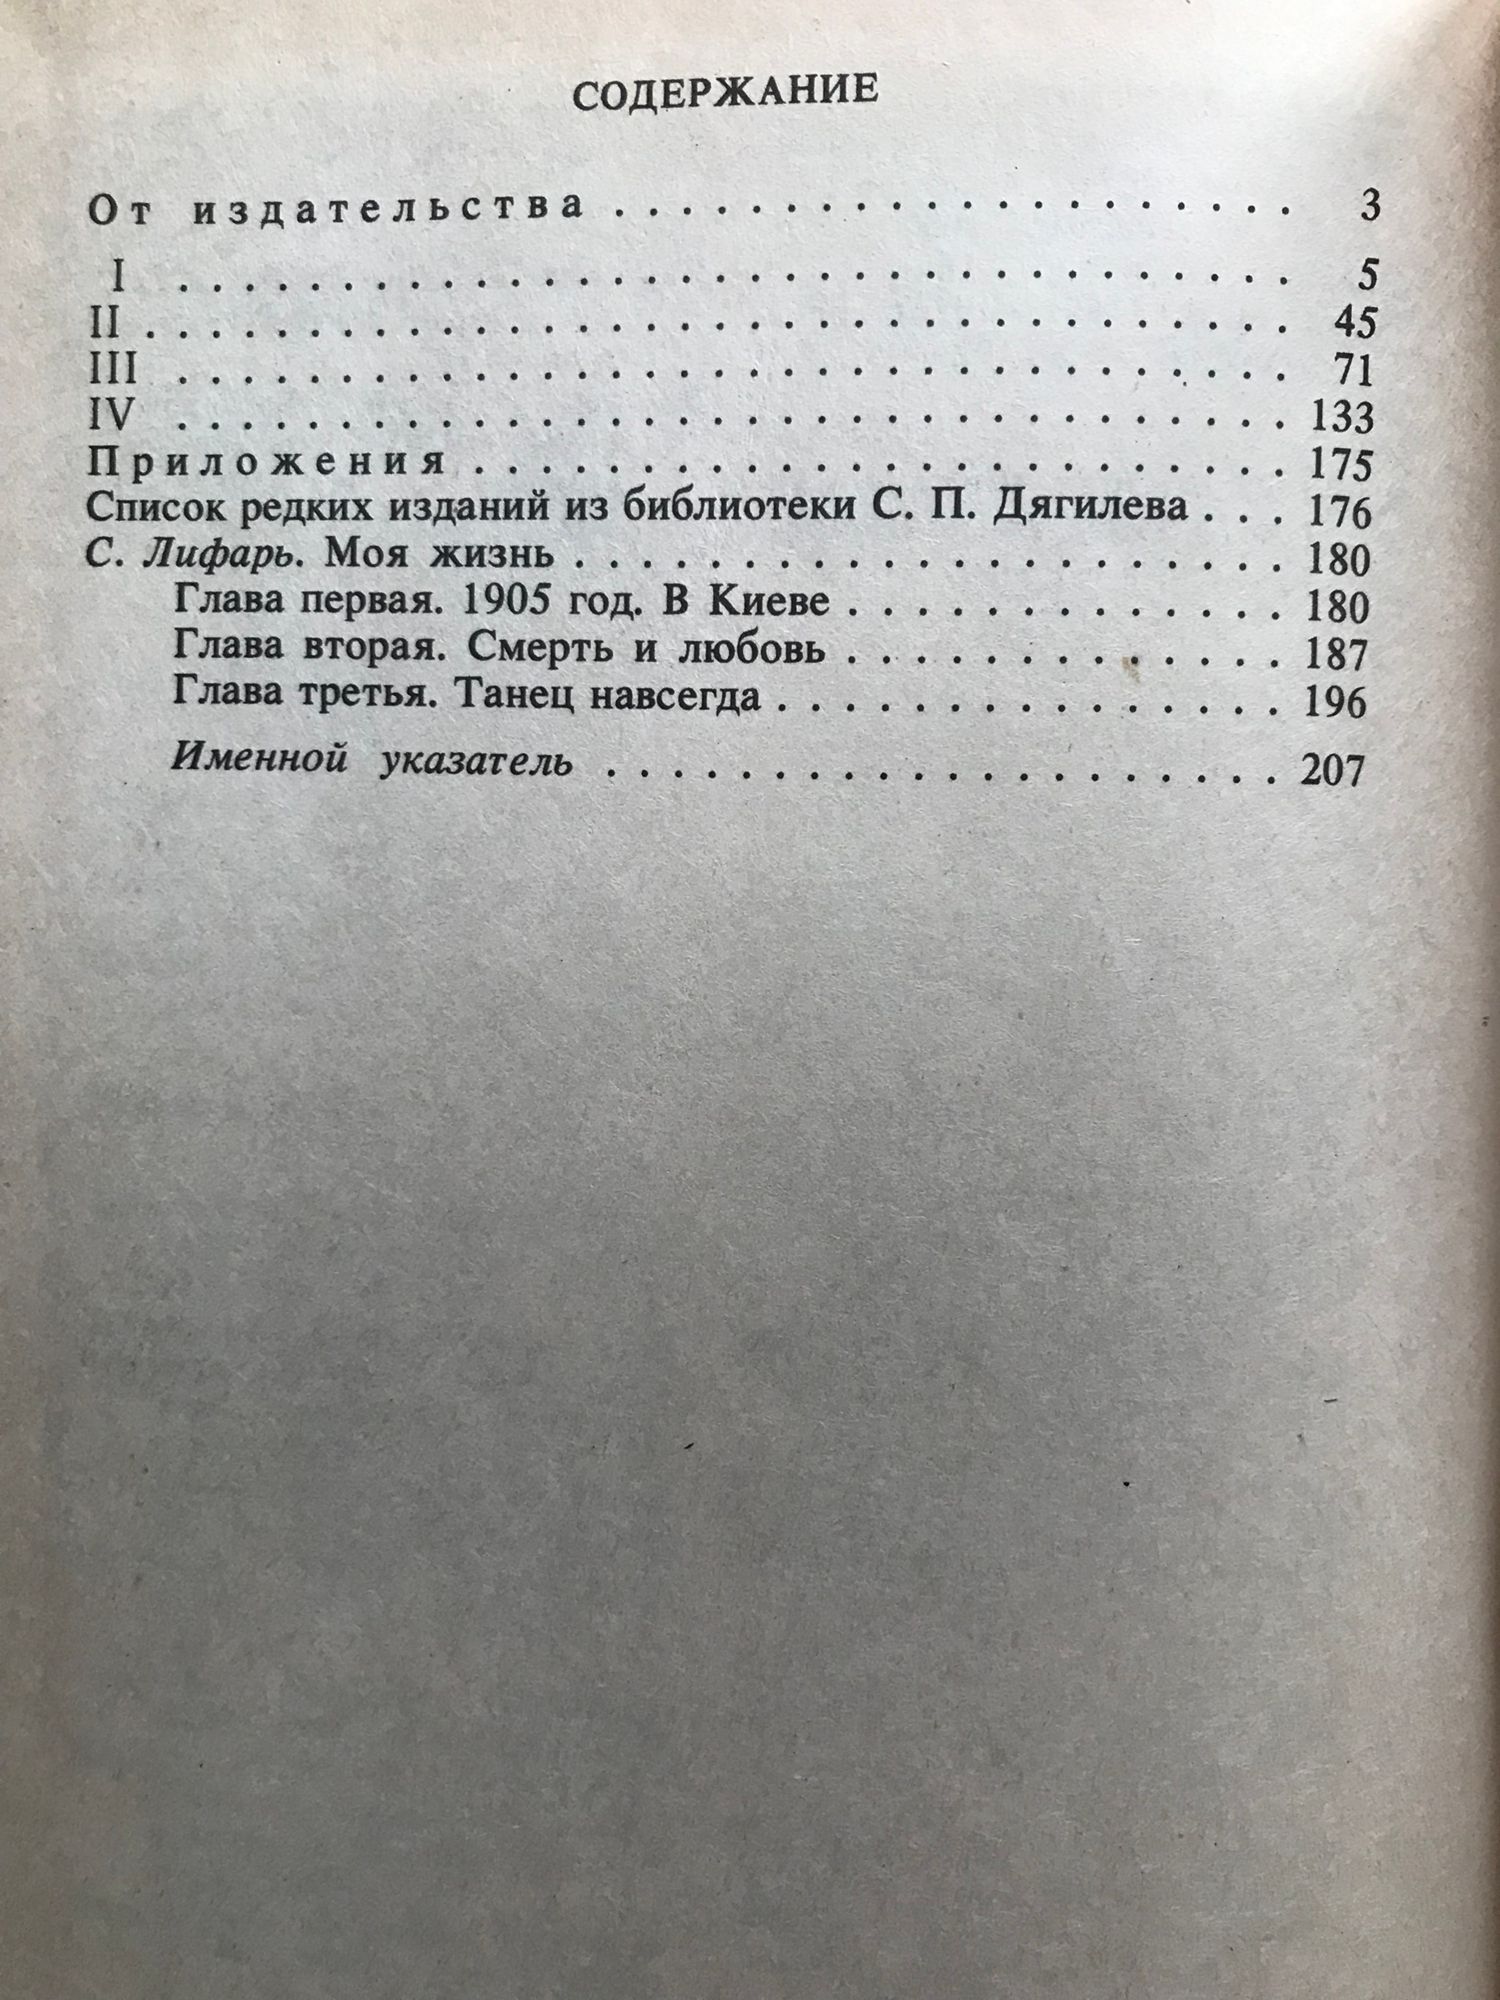 СОДЕРЖАНИЕ
От издательства . . . . . . . . . . . . . . . . . . . . . 3
I . . . . . . . . . . . . . . . . . . . . . . . . . . . . . . . . . . 5
II . . . . . . . . . . . . . . . . . . . . . . . . . . . . . . . . . . . 45
III . . . . . . . . . . . . . . . . . . . . . . . . . . . . . . . . . . 71
IV . . . . . . . . . . . . . . . . . . . . . . . . . . . . . . . . . . 133
Приложения . . . . . . . . . . . . . . . . . . . . . . . . . 175
Список редких изданий из библиотеки С. П. Дягилева . . . 176
С. Лифарь. Моя жизнь . . . . . . . . . . . . . . . . . . . . . . 180
Глава первая. 1905 год. В Киеве . . . . . . . . . . . . . . 180
Глава вторая. Смерть и любовь . . . . . . . . . . . . . . 187
Глава третья. Танец навсегда . . . . . . . . . . . . . . . . 196
Именной указатель . . . . . . . . . . . . . . . . . . . . . 207